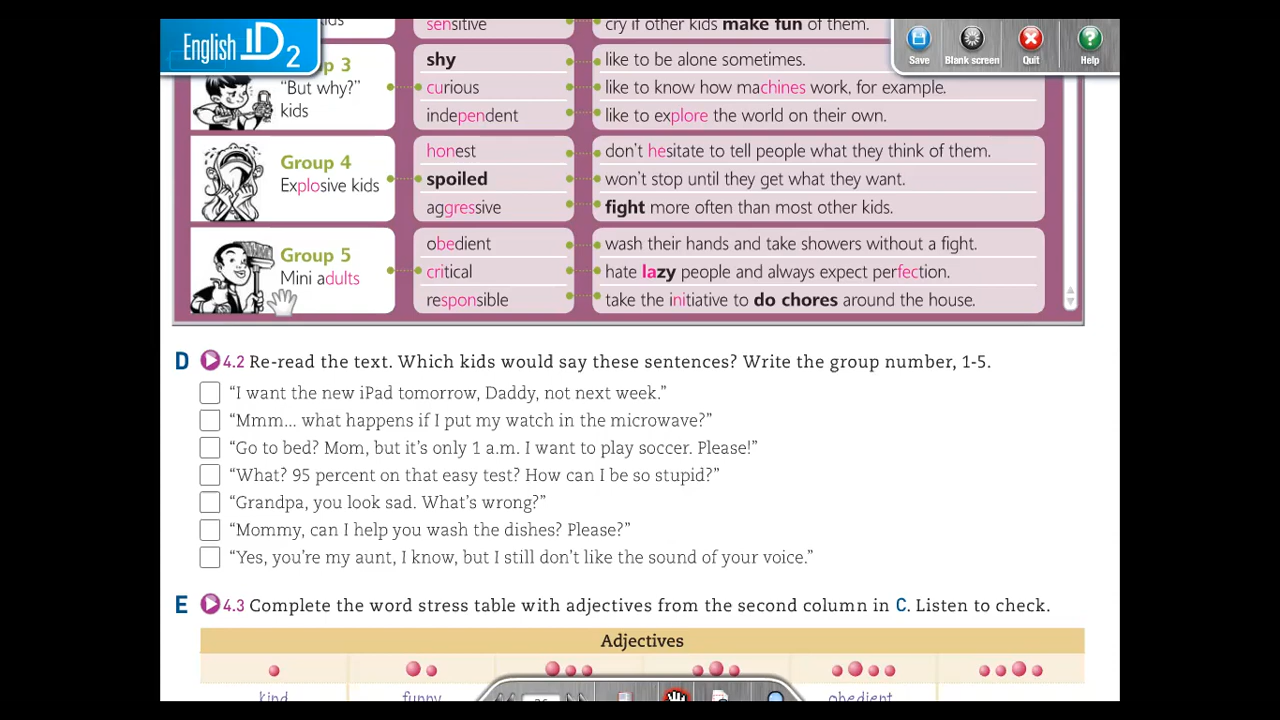 English ID 2
kids
sensitive
cry if other kids make fun of them.
Save
Blank screen
Quit
Help
p 3
"But why?"
kids
shy
like to be alone sometimes.
curious
like to know how machines work, for example.
independent
like to explore the world on their own.
Group 4
Explosive kids
honest
don't hesitate to tell people what they think of them.
spoiled
won't stop until they get what they want.
aggressive
fight more often than most other kids.
Group 5
Mini adults
obedient
wash their hands and take showers without a fight.
critical
hate lazy people and always expect perfection.
responsible
take the initiative to do chores around the house.
D 4.2 Re-read the text. Which kids would say these sentences? Write the group number, 1-5.
"I want the new iPad tomorrow, Daddy, not next week."
"Mmm... what happens if I put my watch in the microwave?"
"Go to bed? Mom, but it's only 1 a.m. I want to play soccer. Please!"
"What? 95 percent on that easy test? How can I be so stupid?"
"Grandpa, you look sad. What's wrong?"
"Mommy, can I help you wash the dishes? Please?"
"Yes, you're my aunt, I know, but I still don't like the sound of your voice."
E 4.3 Complete the word stress table with adjectives from the second column in C. Listen to check.
Adjectives
kind
funny
obedient